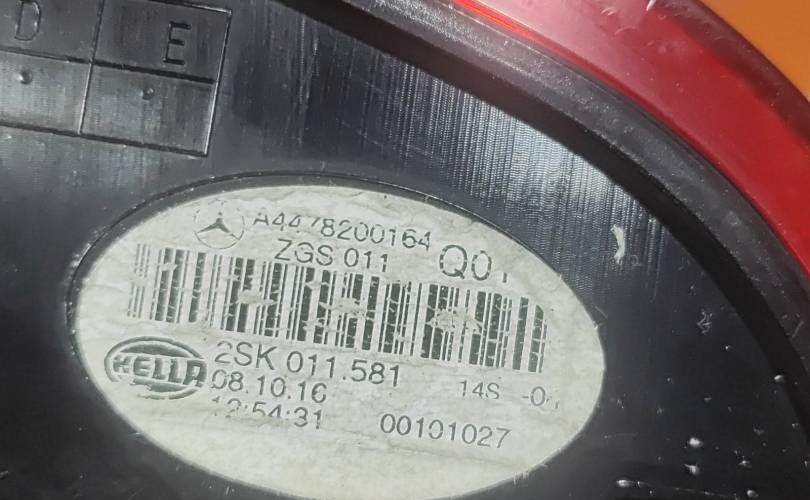 D E
A4478200164
ZGS 011 Q01
HELLA
2SK 011.581 14S
08.10.16
12:54:31 00101027